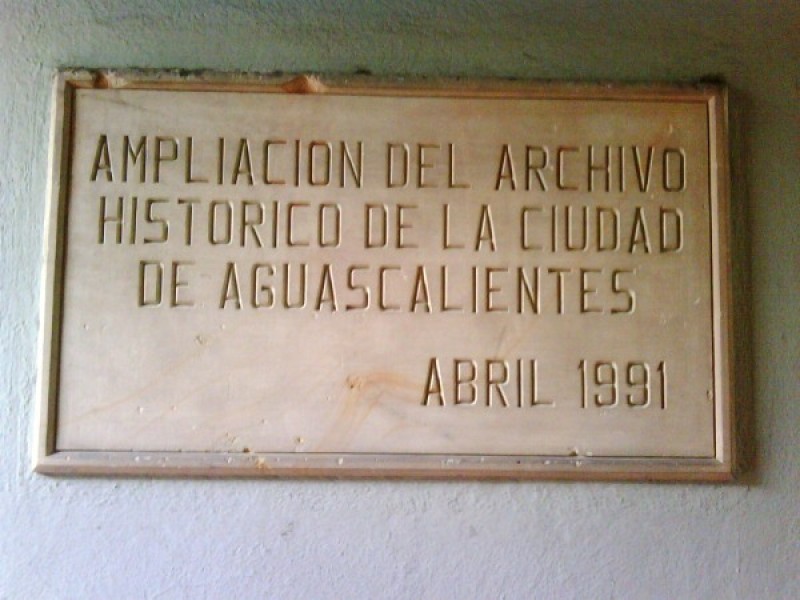 AMPLIACION DEL ARCHIVO
HISTORICO DE LA CIUDAD
DE AGUASCALIENTES
ABRIL 1991